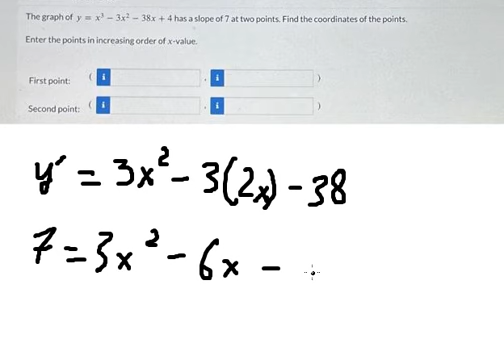 The graph of y = x³ − 3x² − 38x + 4 has a slope of 7 at two points. Find the coordinates of the points.
Enter the points in increasing order of x-value.
First point: ( i , i )
Second point: ( i , i )
y′ = 3x² − 3(2x) − 38
7 = 3x² − 6x −